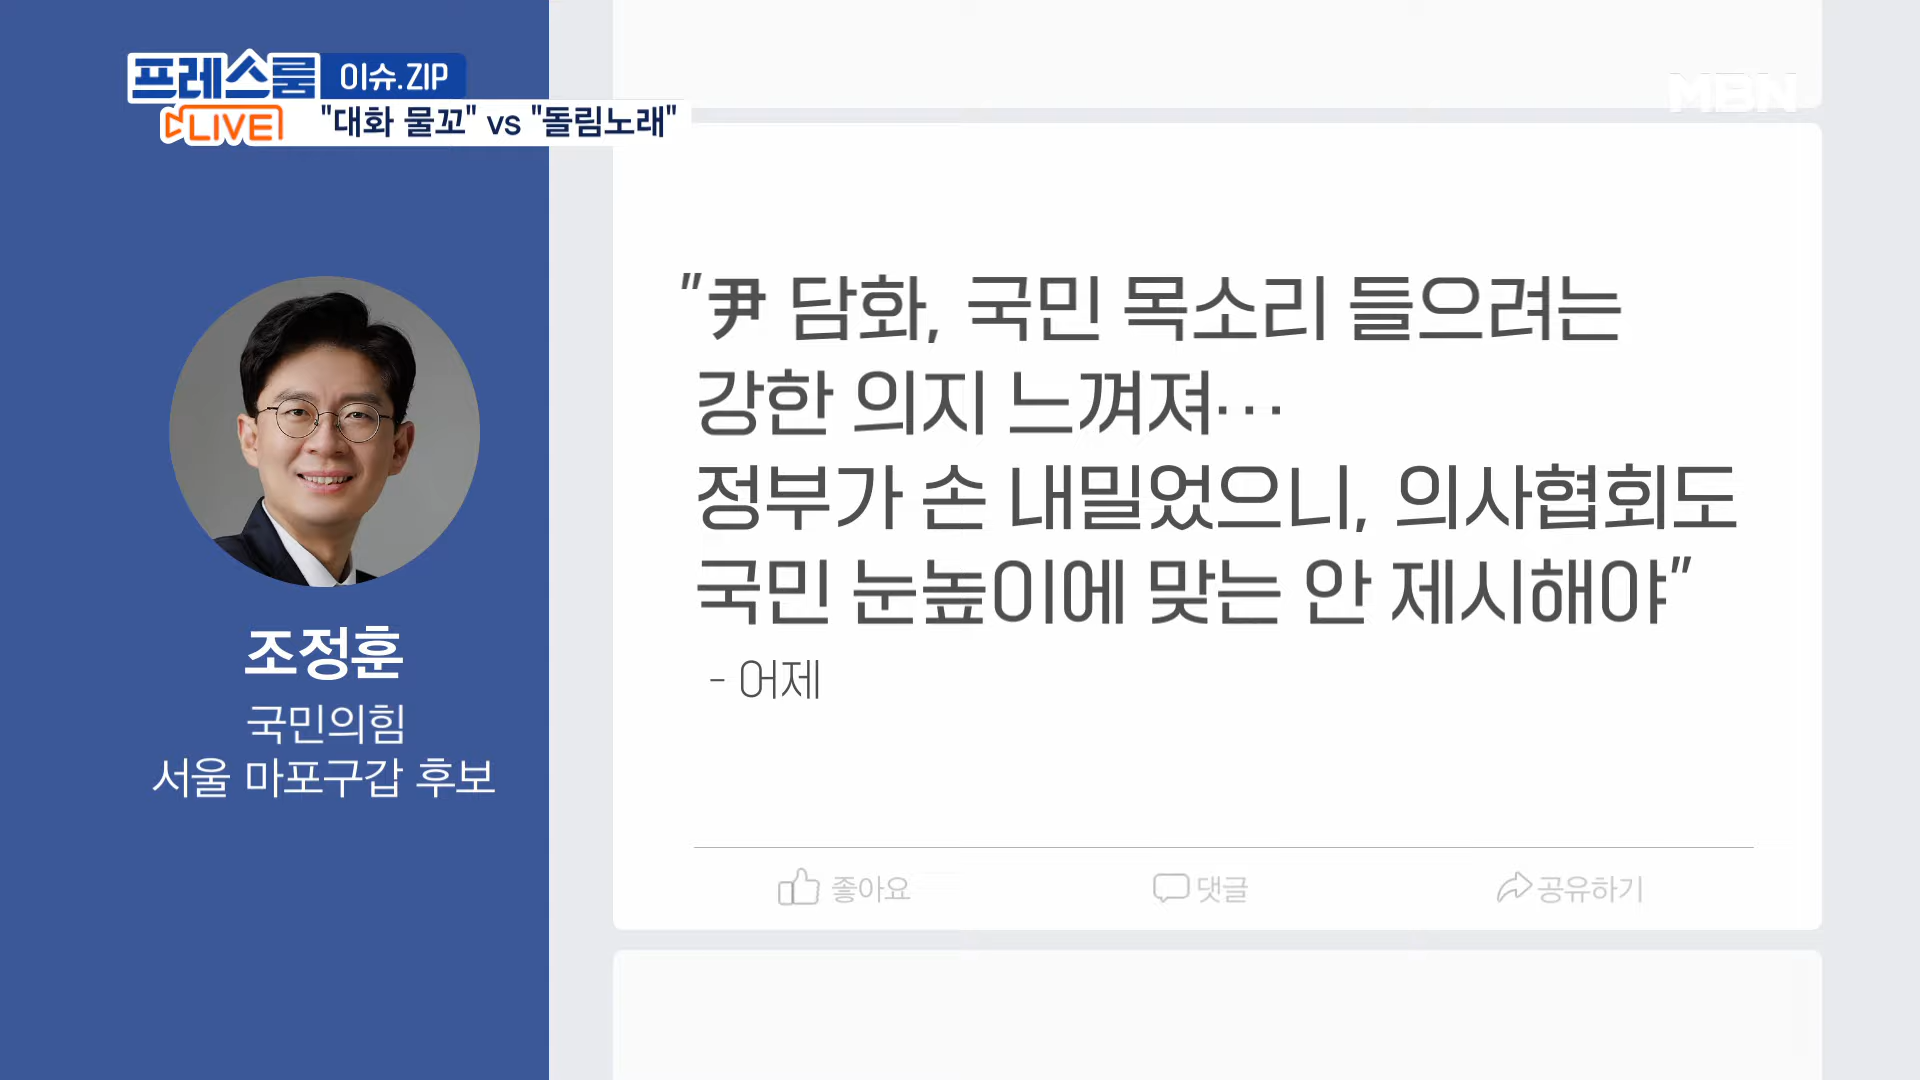 프레스룸 이슈.ZIP
LIVE! "대화 물꼬" vs "돌림노래"
MBN
"尹 담화, 국민 목소리 들으려는
강한 의지 느껴져…
정부가 손 내밀었으니, 의사협회도
국민 눈높이에 맞는 안 제시해야"
- 어제
조정훈
국민의힘
서울 마포구갑 후보
좋아요 댓글 공유하기